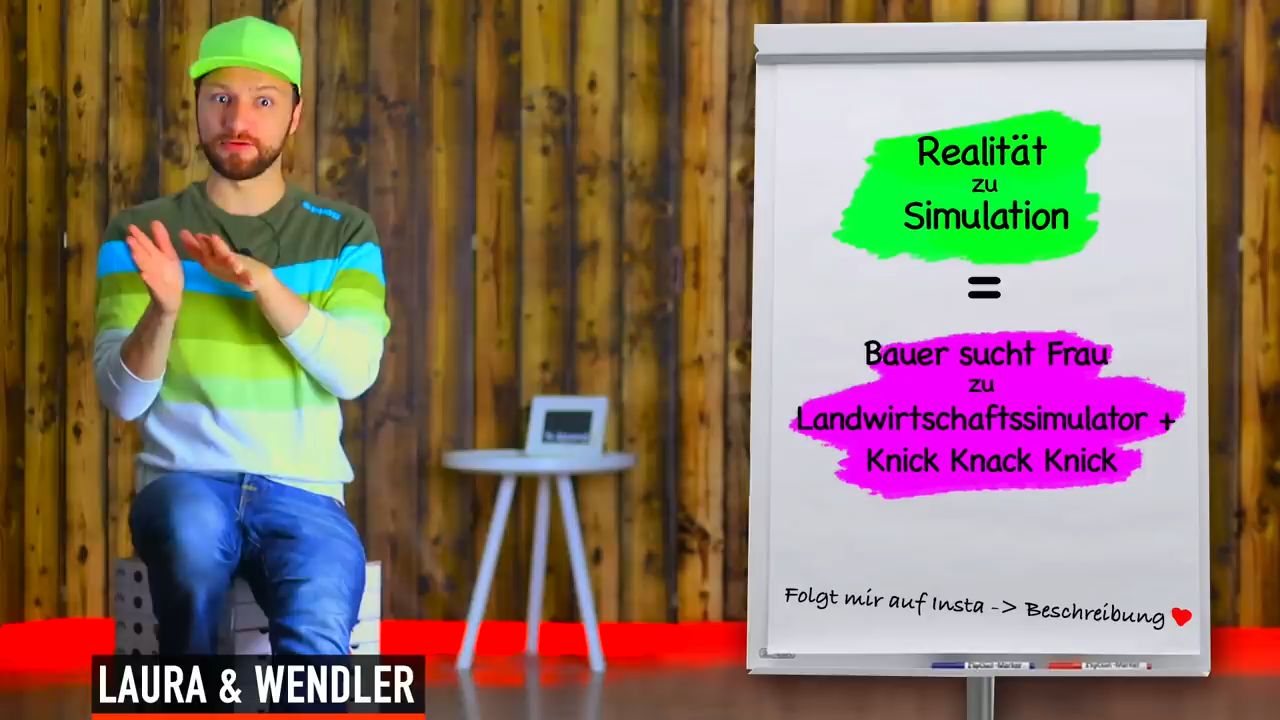 Realität
zu
Simulation
=
Bauer sucht Frau
zu
Landwirtschaftssimulator +
Knick Knack Knick
Folgt mir auf Insta -> Beschreibung ❤
LAURA & WENDLER